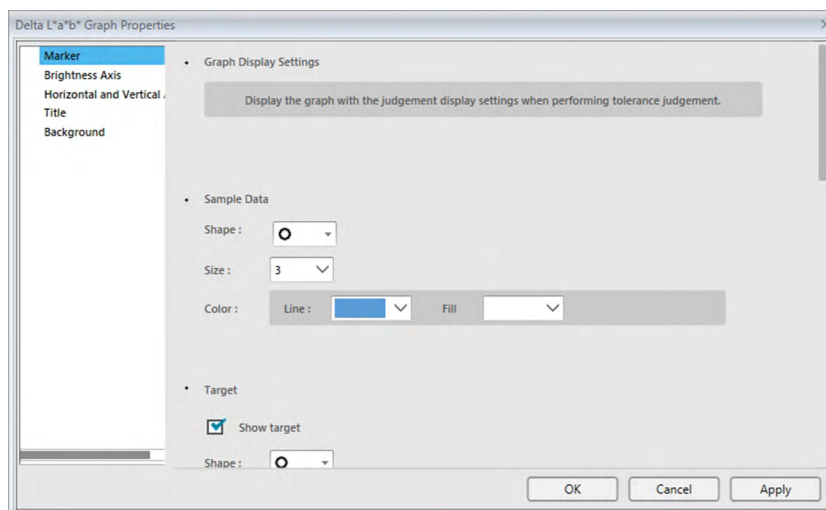 Delta L*a*b* Graph Properties
Marker
Brightness Axis
Horizontal and Vertical
Title
Background
Graph Display Settings
Display the graph with the judgement display settings when performing tolerance judgement.
Sample Data
Shape :
Size : 3
Color : Line : Fill
Target
Show target
Shape :
OK Cancel Apply